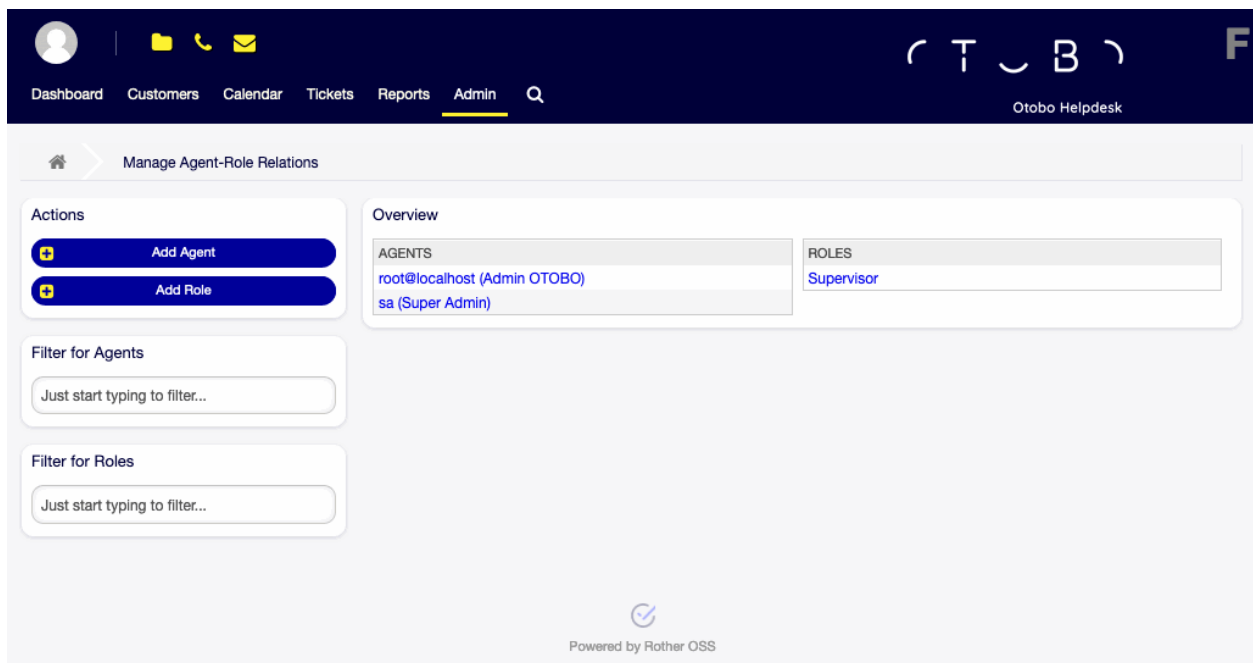 F
OTOBO
Otobo Helpdesk
Dashboard Customers Calendar Tickets Reports Admin
Manage Agent-Role Relations
Actions
Add Agent
Add Role
Filter for Agents
Just start typing to filter...
Filter for Roles
Just start typing to filter...
Overview
AGENTS
root@localhost (Admin OTOBO)
sa (Super Admin)
ROLES
Supervisor
Powered by Rother OSS